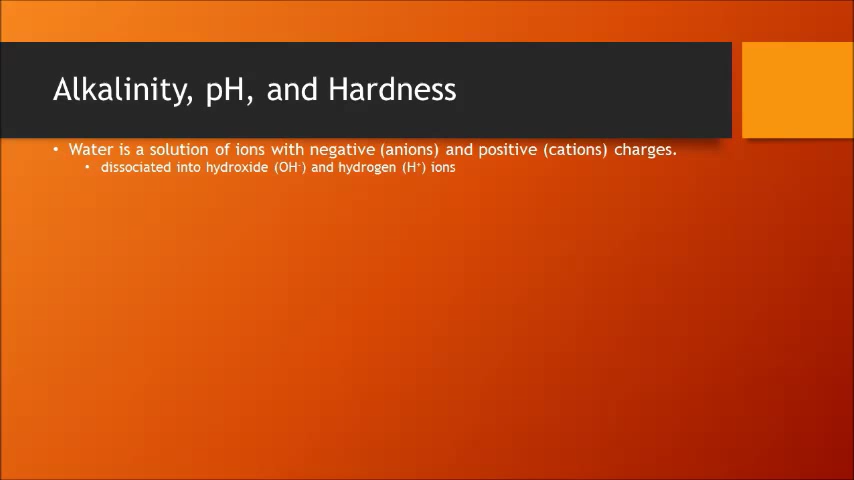 Alkalinity, pH, and Hardness
• Water is a solution of ions with negative (anions) and positive (cations) charges.
• dissociated into hydroxide (OH⁻) and hydrogen (H⁺) ions